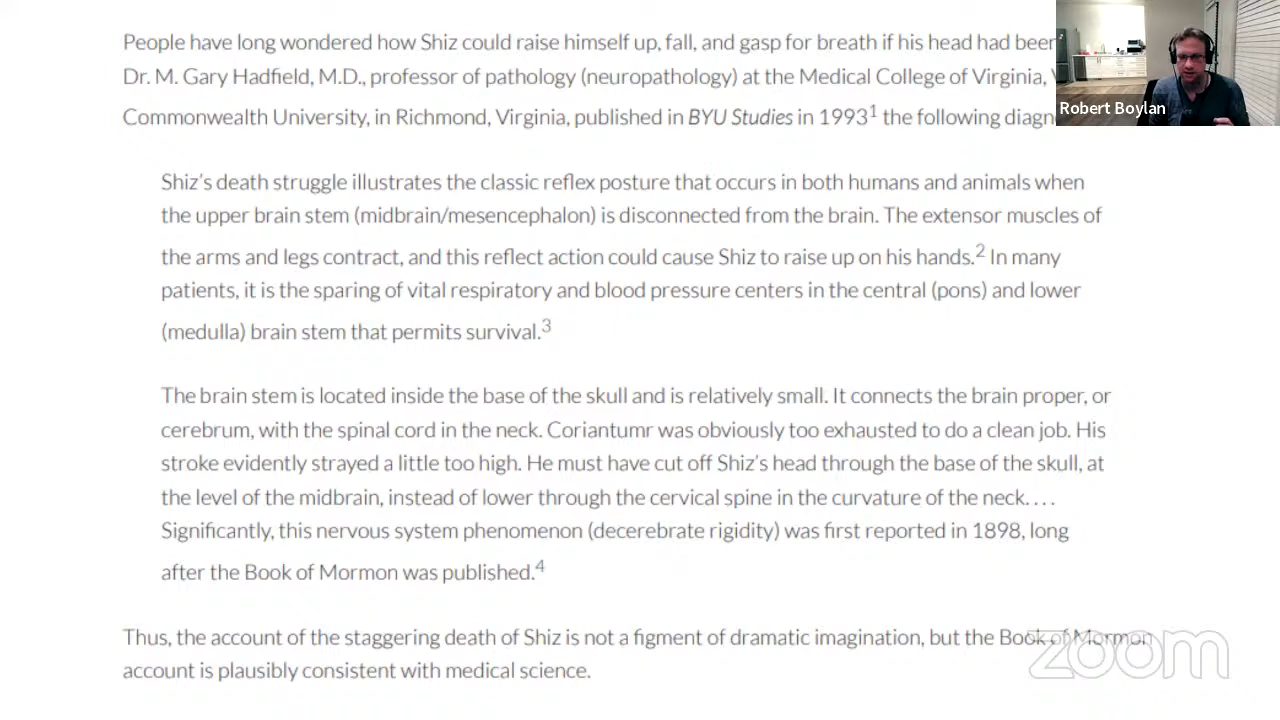 People have long wondered how Shiz could raise himself up, fall, and gasp for breath if his head had been
Dr. M. Gary Hadfield, M.D., professor of pathology (neuropathology) at the Medical College of Virginia,
Commonwealth University, in Richmond, Virginia, published in BYU Studies in 1993¹ the following
Robert Boylan
Shiz's death struggle illustrates the classic reflex posture that occurs in both humans and animals when
the upper brain stem (midbrain/mesencephalon) is disconnected from the brain. The extensor muscles of
the arms and legs contract, and this reflect action could cause Shiz to raise up on his hands.² In many
patients, it is the sparing of vital respiratory and blood pressure centers in the central (pons) and lower
(medulla) brain stem that permits survival.³
The brain stem is located inside the base of the skull and is relatively small. It connects the brain proper, or
cerebrum, with the spinal cord in the neck. Coriantumr was obviously too exhausted to do a clean job. His
stroke evidently strayed a little too high. He must have cut off Shiz's head through the base of the skull, at
the level of the midbrain, instead of lower through the cervical spine in the curvature of the neck. . . .
Significantly, this nervous system phenomenon (decerebrate rigidity) was first reported in 1898, long
after the Book of Mormon was published.⁴
Thus, the account of the staggering death of Shiz is not a figment of dramatic imagination, but the Book of Mormon
account is plausibly consistent with medical science.
zoom